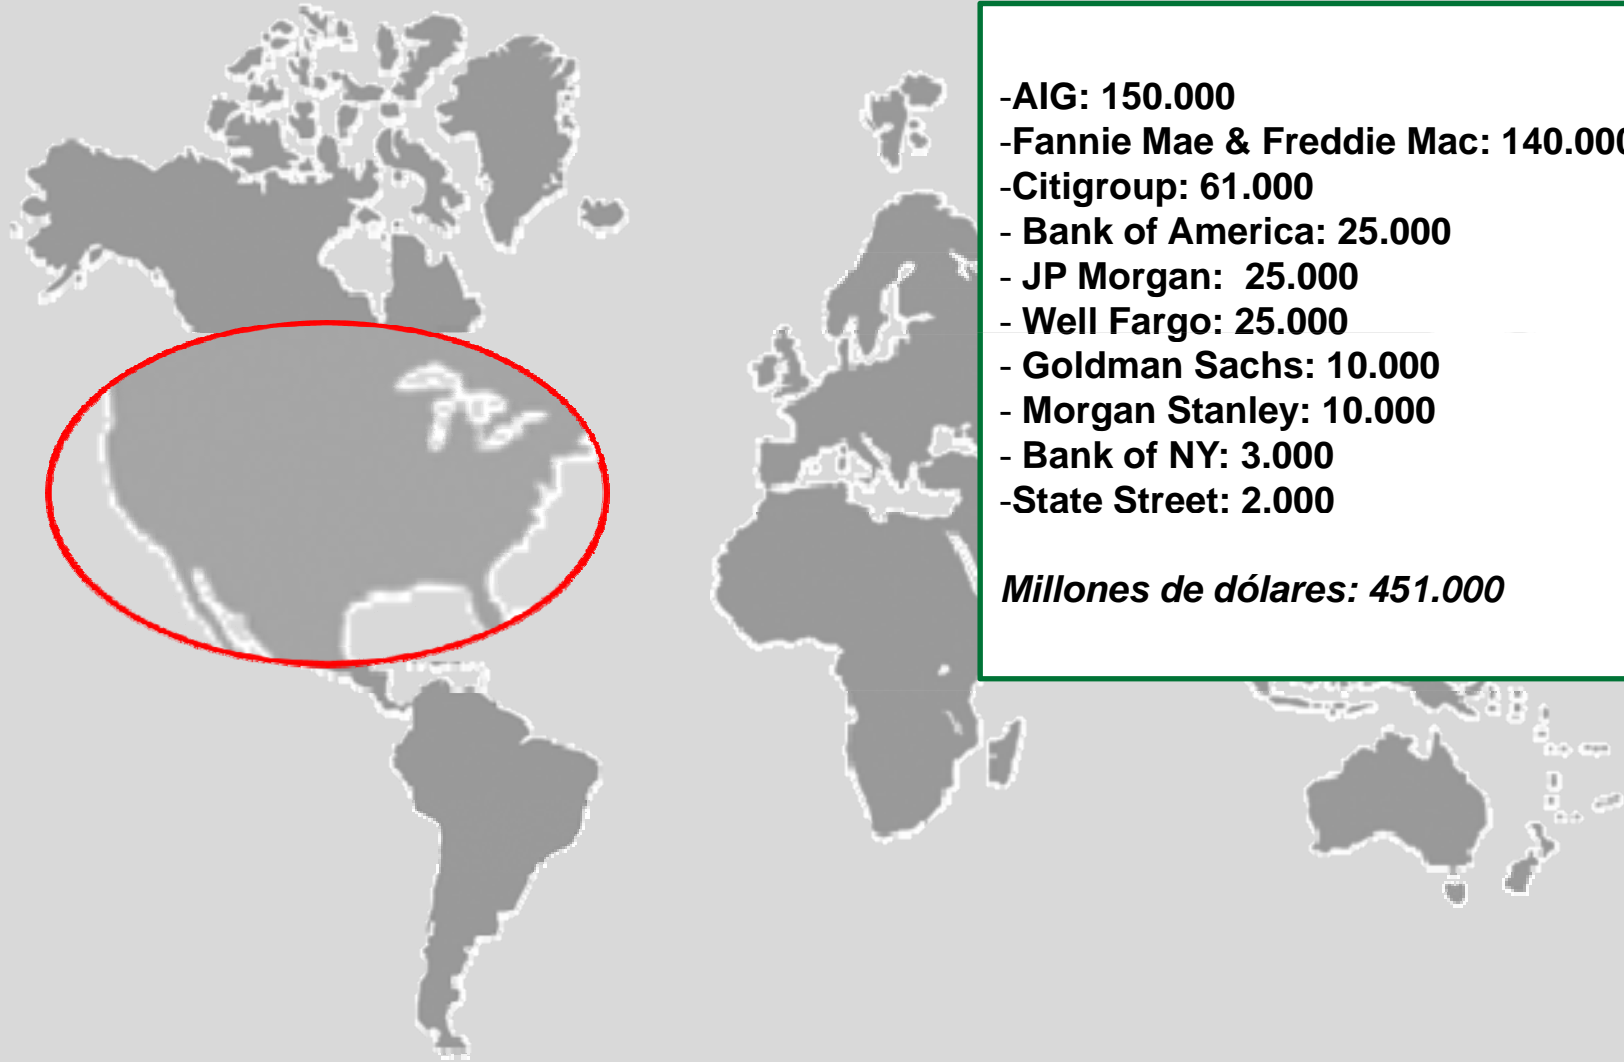 -AIG: 150.000
-Fannie Mae & Freddie Mac: 140.000
-Citigroup: 61.000
- Bank of America: 25.000
- JP Morgan:  25.000
- Well Fargo: 25.000
- Goldman Sachs: 10.000
- Morgan Stanley: 10.000
- Bank of NY: 3.000
-State Street: 2.000
Millones de dólares: 451.000